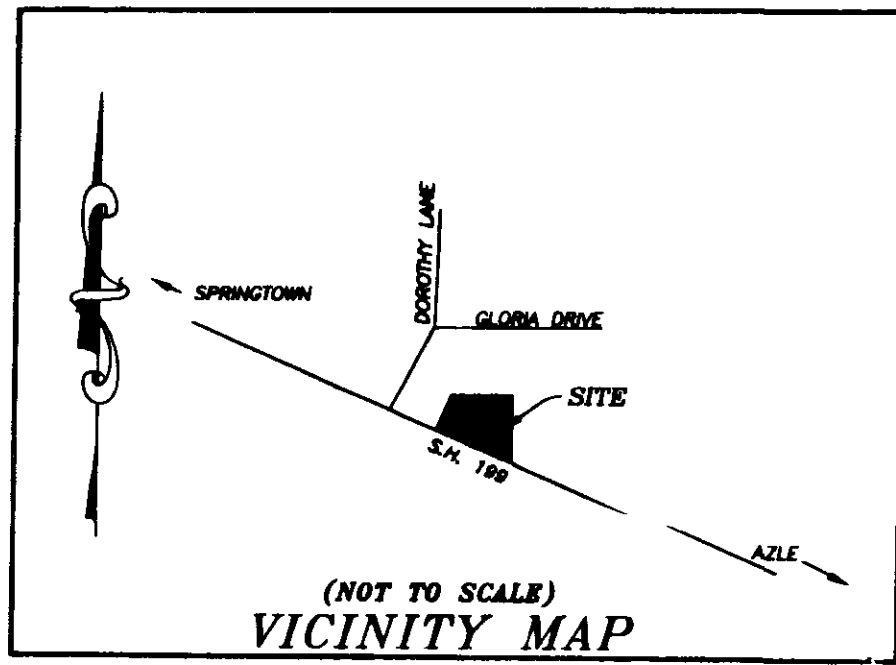 DOROTHY LANE
SPRINGTOWN
GLORIA DRIVE
SITE
S.H. 199
AZLE
(NOT TO SCALE)
VICINITY MAP